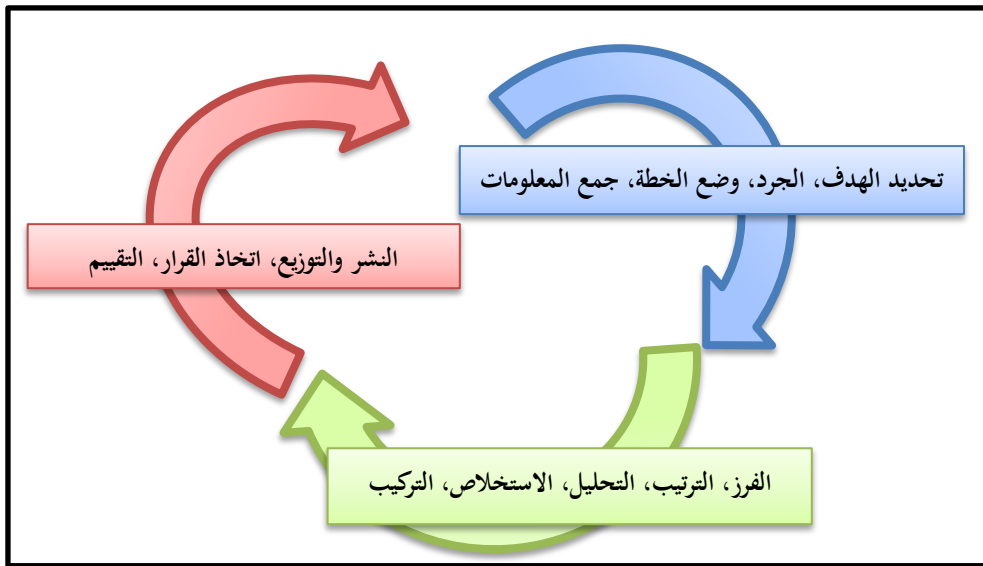 تحديد الهدف، الجرد، وضع الخطة، جمع المعلومات
النشر والتوزيع، اتخاذ القرار، التقييم
الفرز، الترتيب، التحليل، الاستخلاص، التركيب